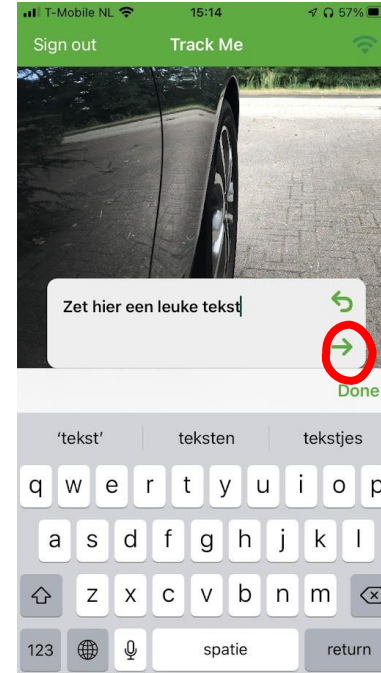 T-Mobile NL 15:14 57%
Sign out Track Me
Zet hier een leuke tekst
Done
‘tekst’ teksten tekstjes
q w e r t y u i o p
a s d f g h j k l
z x c v b n m
123 spatie return